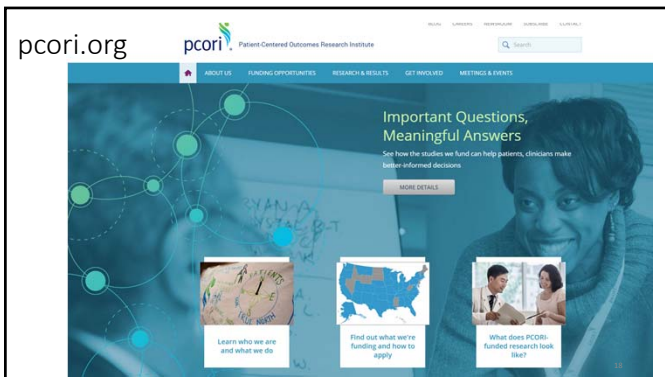 pcori.org
pcori
Patient-Centered Outcomes Research Institute
Search
ABOUT US FUNDING OPPORTUNITIES RESEARCH & RESULTS GET INVOLVED MEETINGS & EVENTS
Important Questions,
Meaningful Answers
See how the studies we fund can help patients, clinicians make
better-informed decisions
MORE DETAILS
PATIENTS
TRUE NORTH
Learn who we are
and what we do
Find out what we're
funding and how to
apply
What does PCORI-
funded research look
like?
18